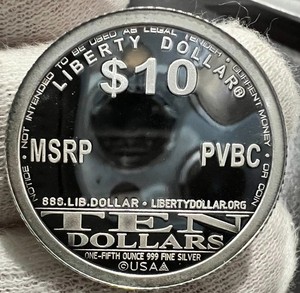 NOTICE • NOT INTENDED TO BE USED AS LEGAL TENDER • CURRENT MONEY • OR COIN
LIBERTY DOLLAR®
$10
MSRP PVBC
888.LIB.DOLLAR • LIBERTYDOLLAR.ORG
TEN
DOLLARS
ONE-FIFTH OUNCE 999 FINE SILVER
©USA